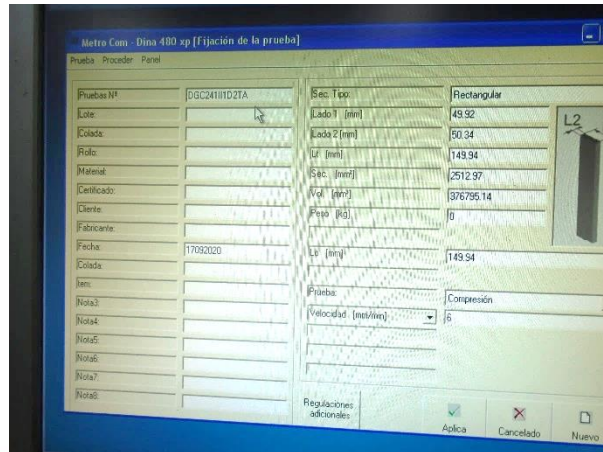 Metro Com - Dina 480 xp [Fijación de la prueba]
Prueba Proceder Panel
Pruebas Nº DGC241II1D2TA
Lote:
Colada:
Rollo:
Material:
Certificado:
Cliente:
Fabricante:
Fecha: 17092020
Colada:
Item:
Nota3:
Nota4:
Nota5:
Nota6:
Nota7:
Nota8:
Sec. Tipo: Rectangular
Lado 1 [mm] 49.92
Lado 2 [mm] 50.34
Lt [mm] 149.94
Sec. [mm²] 2512.97
Vol. [mm³] 376795.14
Peso [kg] 0
[mm] 149.94
Prueba: Compresión
Velocidad [mm/min] 6
L2
Regulaciones
adicionales
Aplica
Cancelado
Nuevo